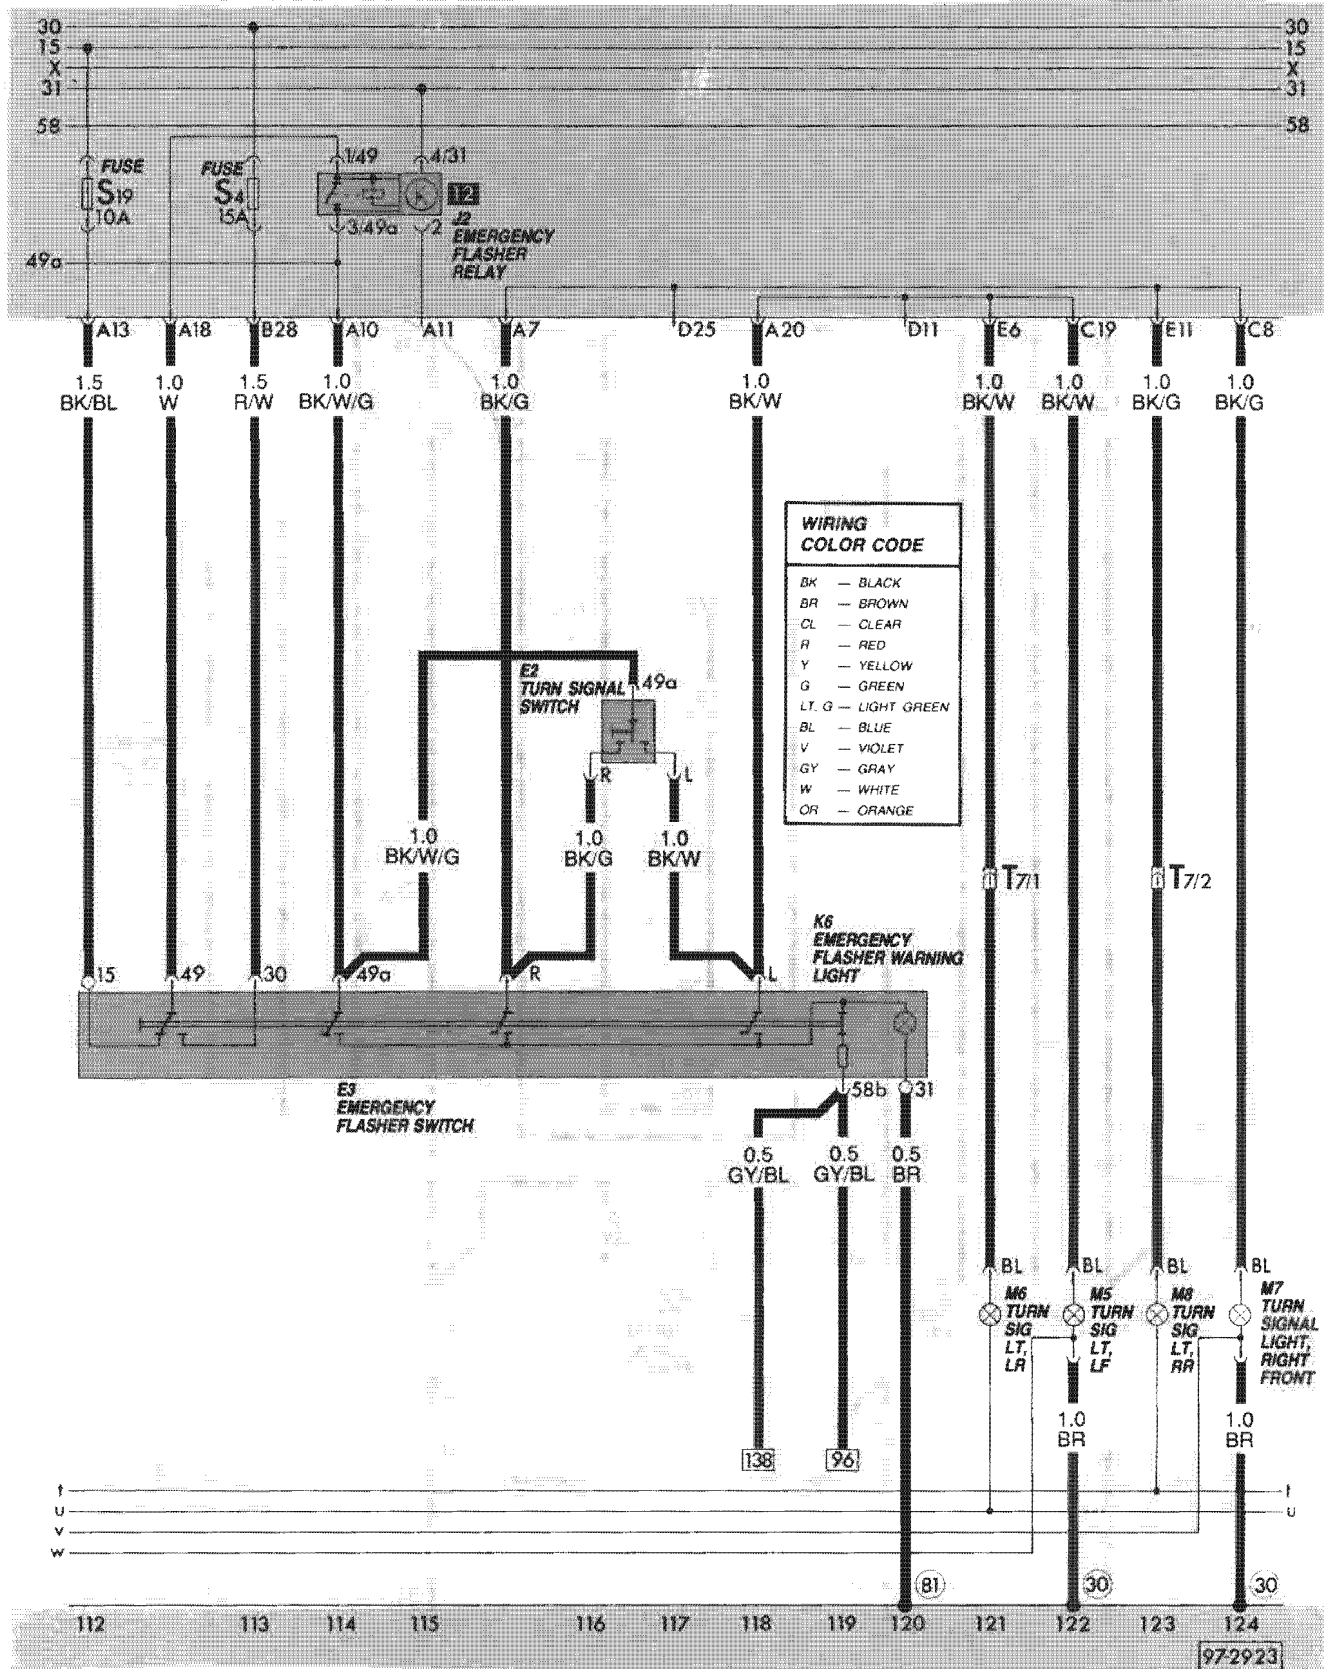 30 30
15 15
X X
31 31
58 58
1/49 4/31
FUSE FUSE
S19 S4 12
10A 15A 3/49a 2
J2
EMERGENCY
FLASHER
RELAY
49a
A13 A18 B28 A10 A11 A7 D25 A20 D11 E6 C19 E11 C8
1.5 1.0 1.5 1.0 1.0 1.0 1.0 1.0 1.0 1.0
BK/BL W R/W BK/W/G BK/G BK/W BK/W BK/W BK/G BK/G
WIRING
COLOR CODE
BK — BLACK
BR — BROWN
CL — CLEAR
R — RED
Y — YELLOW
G — GREEN
LT. G — LIGHT GREEN
BL — BLUE
V — VIOLET
GY — GRAY
W — WHITE
OR — ORANGE
E2
TURN SIGNAL
SWITCH
49a
R L
1.0 1.0 1.0
BK/W/G BK/G BK/W
T7/1 T7/2
K6
EMERGENCY
FLASHER WARNING
LIGHT
15 49 30 49a R L
E3
EMERGENCY
FLASHER SWITCH
58b 31
0.5 0.5 0.5
GY/BL GY/BL BR
BL BL BL BL
M6
TURN
SIG
LT,
LR
M5
TURN
SIG
LT,
LF
M8
TURN
SIG
LT,
RR
M7
TURN
SIGNAL
LIGHT,
RIGHT
FRONT
1.0 1.0
BR BR
138 96
t t
u u
v
w
81 30 30
112 113 114 115 116 117 118 119 120 121 122 123 124
97-2923